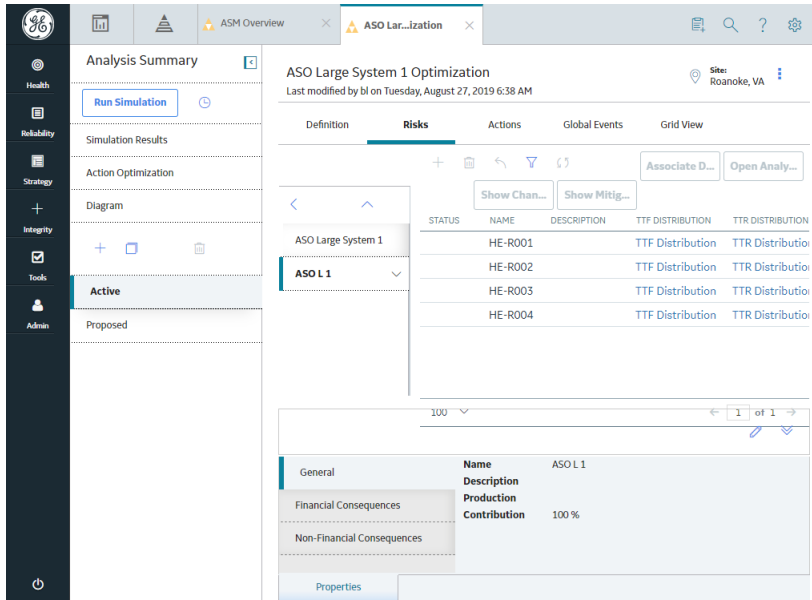 ASM Overview
ASO Lar...ization
Health
Reliability
Strategy
Integrity
Tools
Admin
Analysis Summary
Run Simulation
Simulation Results
Action Optimization
Diagram
Active
Proposed
ASO Large System 1 Optimization
Last modified by bl on Tuesday, August 27, 2019 6:38 AM
Site:
Roanoke, VA
Definition Risks Actions Global Events Grid View
Associate D... Open Analy...
Show Chan... Show Mitig...
ASO Large System 1
ASO L 1
STATUS NAME DESCRIPTION TTF DISTRIBUTION TTR DISTRIBUTION
HE-R001 TTF Distribution TTR Distributio
HE-R002 TTF Distribution TTR Distributio
HE-R003 TTF Distribution TTR Distributio
HE-R004 TTF Distribution TTR Distributio
100
1 of 1
General
Financial Consequences
Non-Financial Consequences
Name ASO L 1
Description
Production
Contribution 100 %
Properties